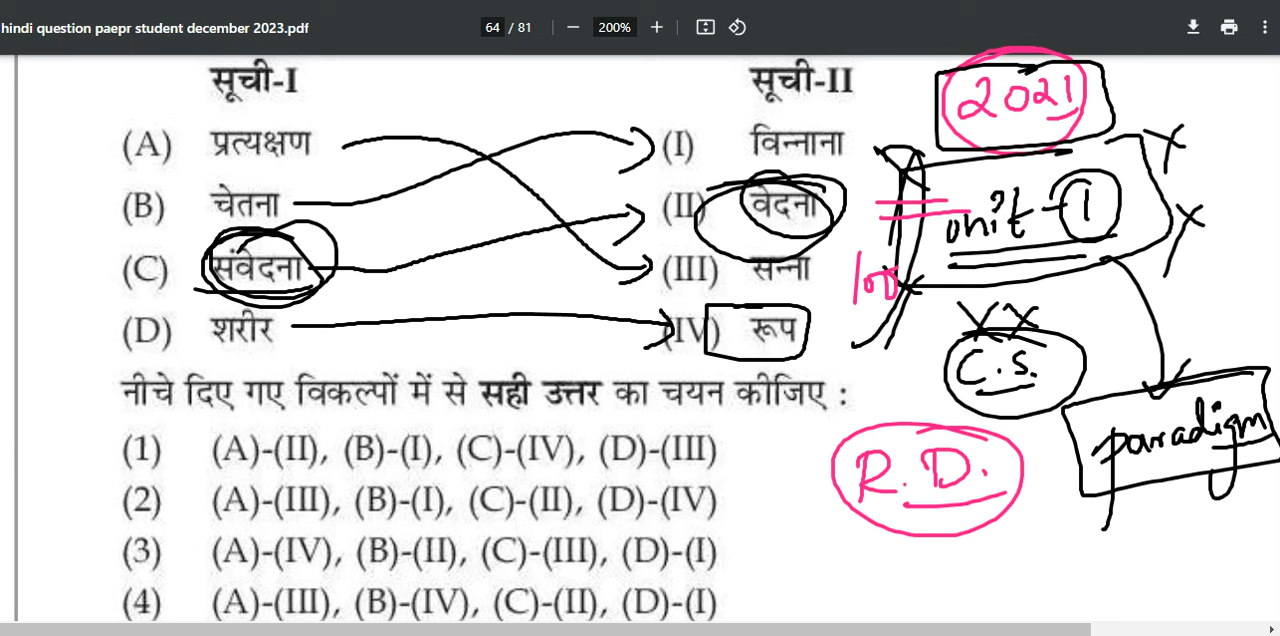 hindi question paepr student december 2023.pdf 64 / 81 200%
सूची-I सूची-II 2021
(A) प्रत्यक्षण (I) विन्नाना
(B) चेतना (II) वेदना unit-1
(C) संवेदना (III) सन्ना 100
(D) शरीर (IV) रूप
C.S.
नीचे दिए गए विकल्पों में से सही उत्तर का चयन कीजिए :
paradigm
(1) (A)-(II), (B)-(I), (C)-(IV), (D)-(III)
R.D.
(2) (A)-(III), (B)-(I), (C)-(II), (D)-(IV)
(3) (A)-(IV), (B)-(II), (C)-(III), (D)-(I)
(4) (A)-(III), (B)-(IV), (C)-(II), (D)-(I)